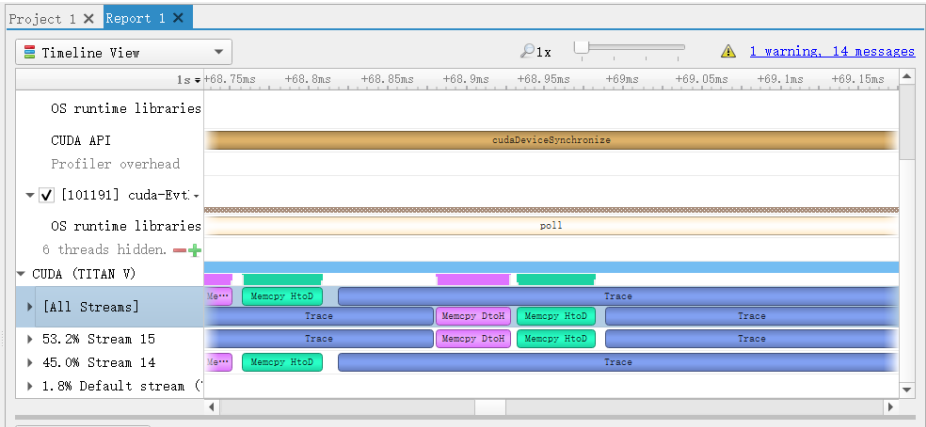 Project 1 Report 1
Timeline View 1x 1 warning, 14 messages
1s +68.75ms +68.8ms +68.85ms +68.9ms +68.95ms +69ms +69.05ms +69.1ms +69.15ms
OS runtime libraries
CUDA API cudaDeviceSynchronize
Profiler overhead
[101191] cuda-Evt
OS runtime libraries poll
6 threads hidden.
CUDA (TITAN V)
Me… Memcpy HtoD Trace
[All Streams]
Trace Memcpy DtoH Memcpy HtoD Trace
53.2% Stream 15 Trace Memcpy DtoH Memcpy HtoD Trace
45.0% Stream 14 Me… Memcpy HtoD Trace
1.8% Default stream (